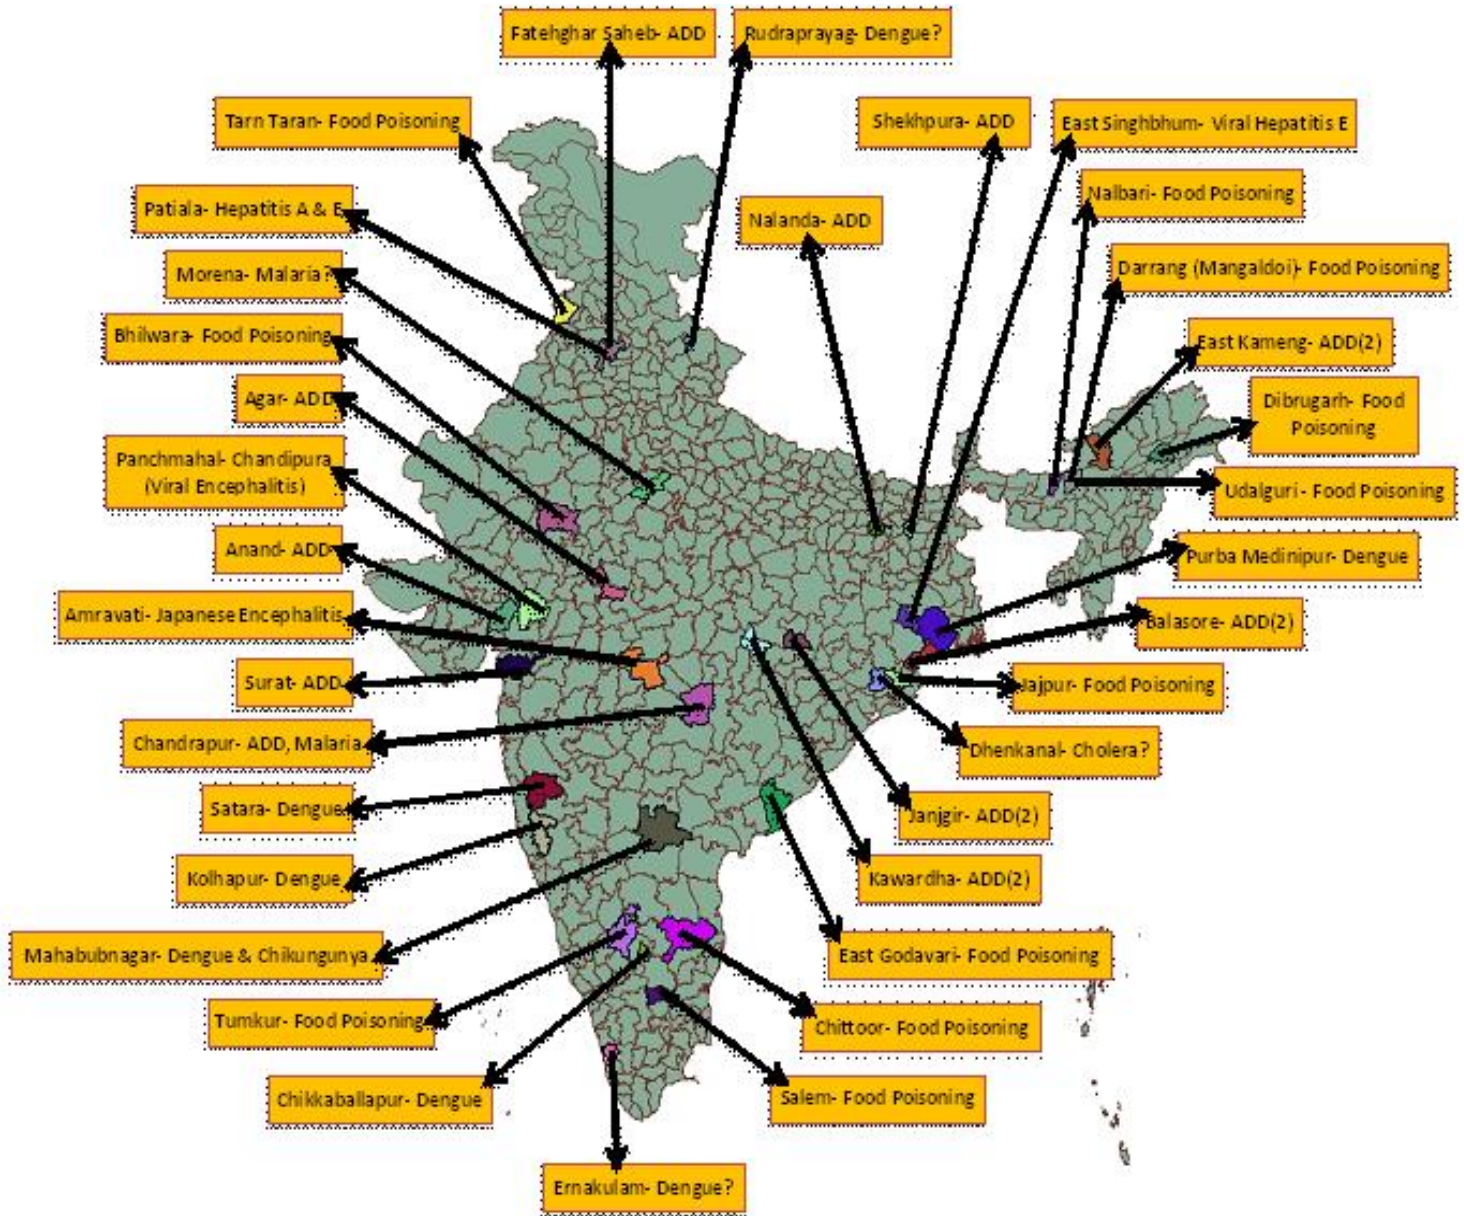 Fatehghar Saheb- ADD
Rudraprayag- Dengue?
Tarn Taran- Food Poisoning
Shekhpura- ADD
East Singhbhum- Viral Hepatitis E
Patiala- Hepatitis A & E
Nalanda- ADD
Nalbari- Food Poisoning
Morena- Malaria?
Darrang (Mangaldoi)- Food Poisoning
Bhilwara- Food Poisoning
East Kameng- ADD(2)
Agar- ADD
Dibrugarh- Food
Poisoning
Panchmahal- Chandipura
(Viral Encephalitis)
Udalguri - Food Poisoning
Anand- ADD
Purba Medinipur- Dengue
Amravati- Japanese Encephalitis
Balasore- ADD(2)
Surat- ADD
Jajpur- Food Poisoning
Chandrapur- ADD, Malaria
Dhenkanal- Cholera?
Satara- Dengue
Janjgir- ADD(2)
Kolhapur- Dengue
Kawardha- ADD(2)
Mahabubnagar- Dengue & Chikungunya
East Godavari- Food Poisoning
Tumkur- Food Poisoning
Chittoor- Food Poisoning
Chikkaballapur- Dengue
Salem- Food Poisoning
Ernakulam- Dengue?